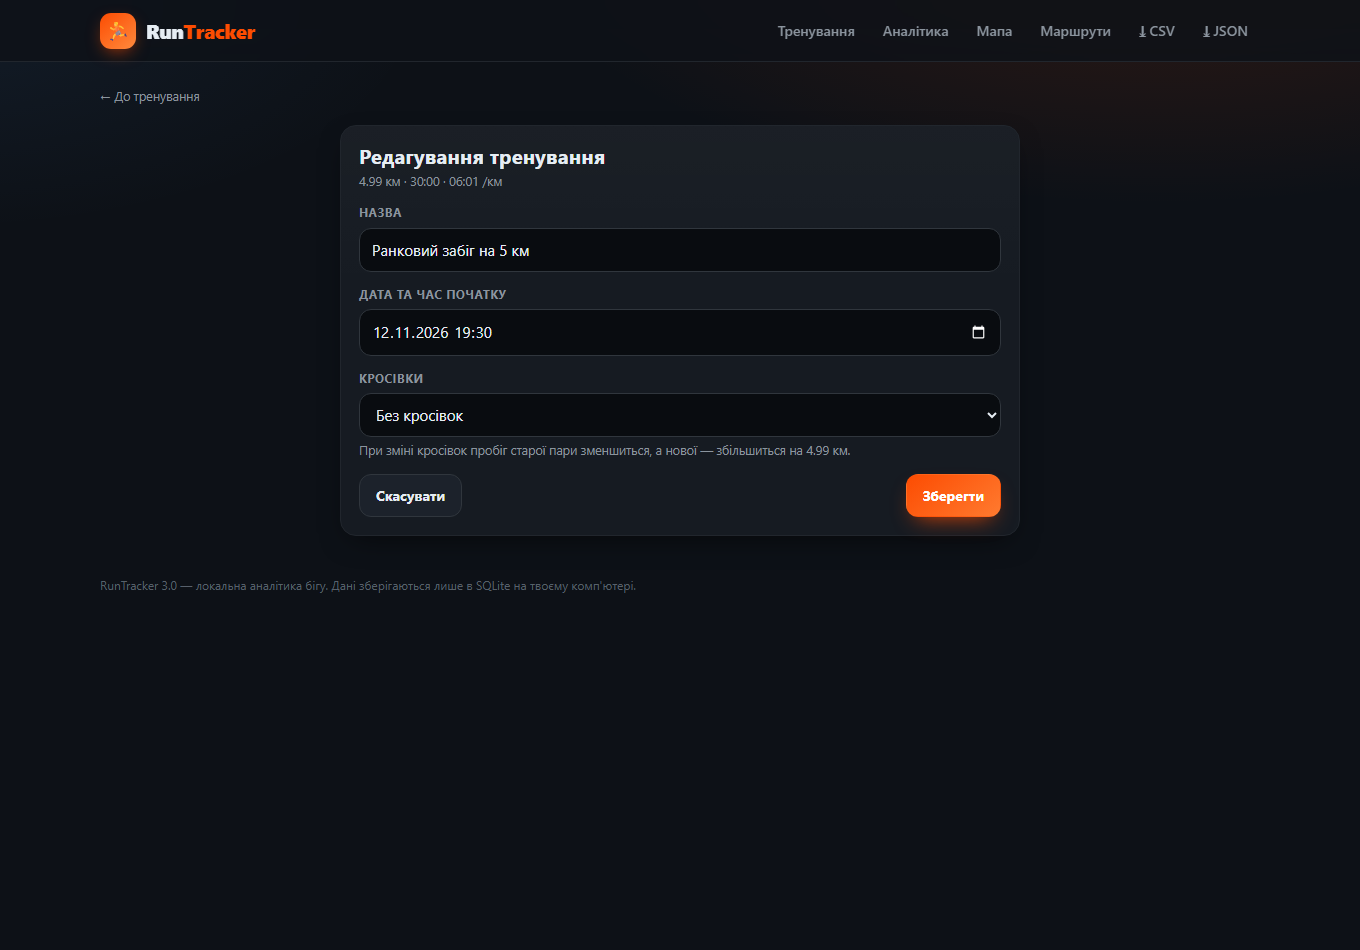 RunTracker
Тренування Аналітика Мапа Маршрути ⤓ CSV ⤓ JSON
← До тренування
Редагування тренування
4.99 км · 30:00 · 06:01 /км
НАЗВА
Ранковий забіг на 5 км
ДАТА ТА ЧАС ПОЧАТКУ
12.11.2026 19:30
КРОСІВКИ
Без кросівок
При зміні кросівок пробіг старої пари зменшиться, а нової — збільшиться на 4.99 км.
Скасувати Зберегти
RunTracker 3.0 — локальна аналітика бігу. Дані зберігаються лише в SQLite на твоєму комп'ютері.